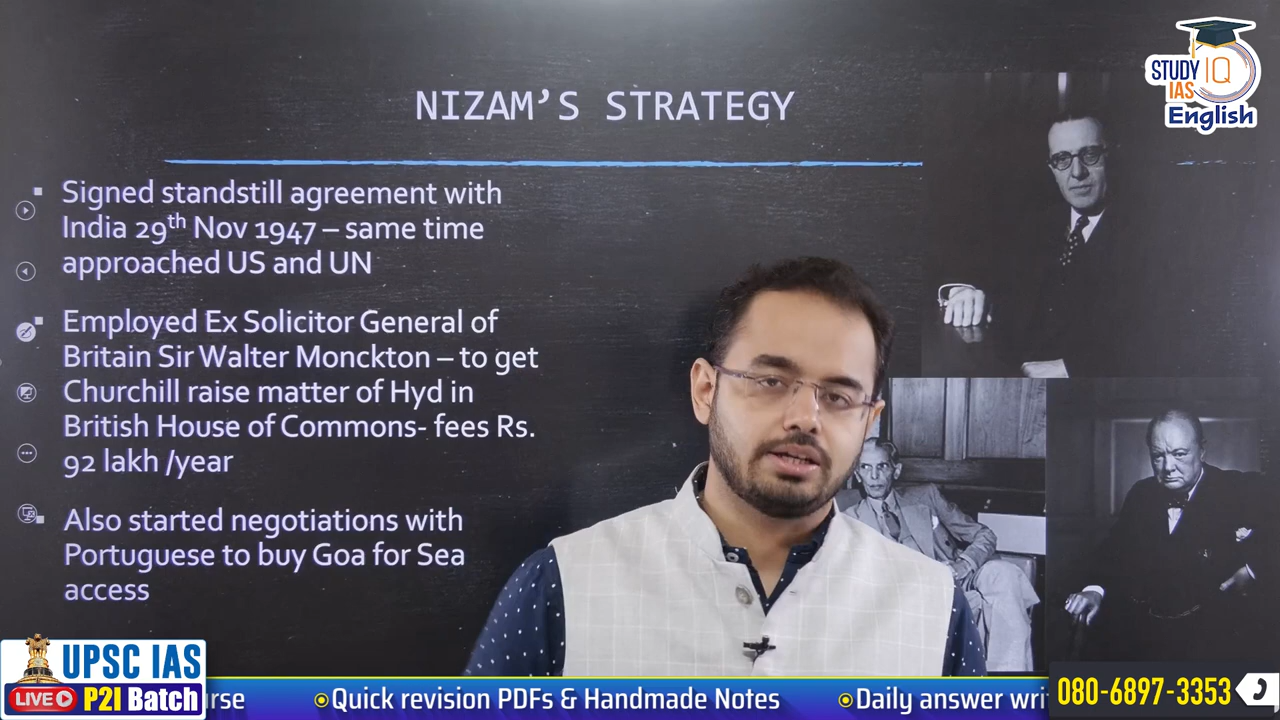 STUDY IQ
IAS
English
NIZAM'S STRATEGY
Signed standstill agreement with
India 29th Nov 1947 – same time
approached US and UN
Employed Ex Solicitor General of
Britain Sir Walter Monckton – to get
Churchill raise matter of Hyd in
British House of Commons- fees Rs.
92 lakh /year
Also started negotiations with
Portuguese to buy Goa for Sea
access
UPSC IAS
LIVE P2I Batch
Quick revision PDFs & Handmade Notes
Daily answer
080-6897-3353